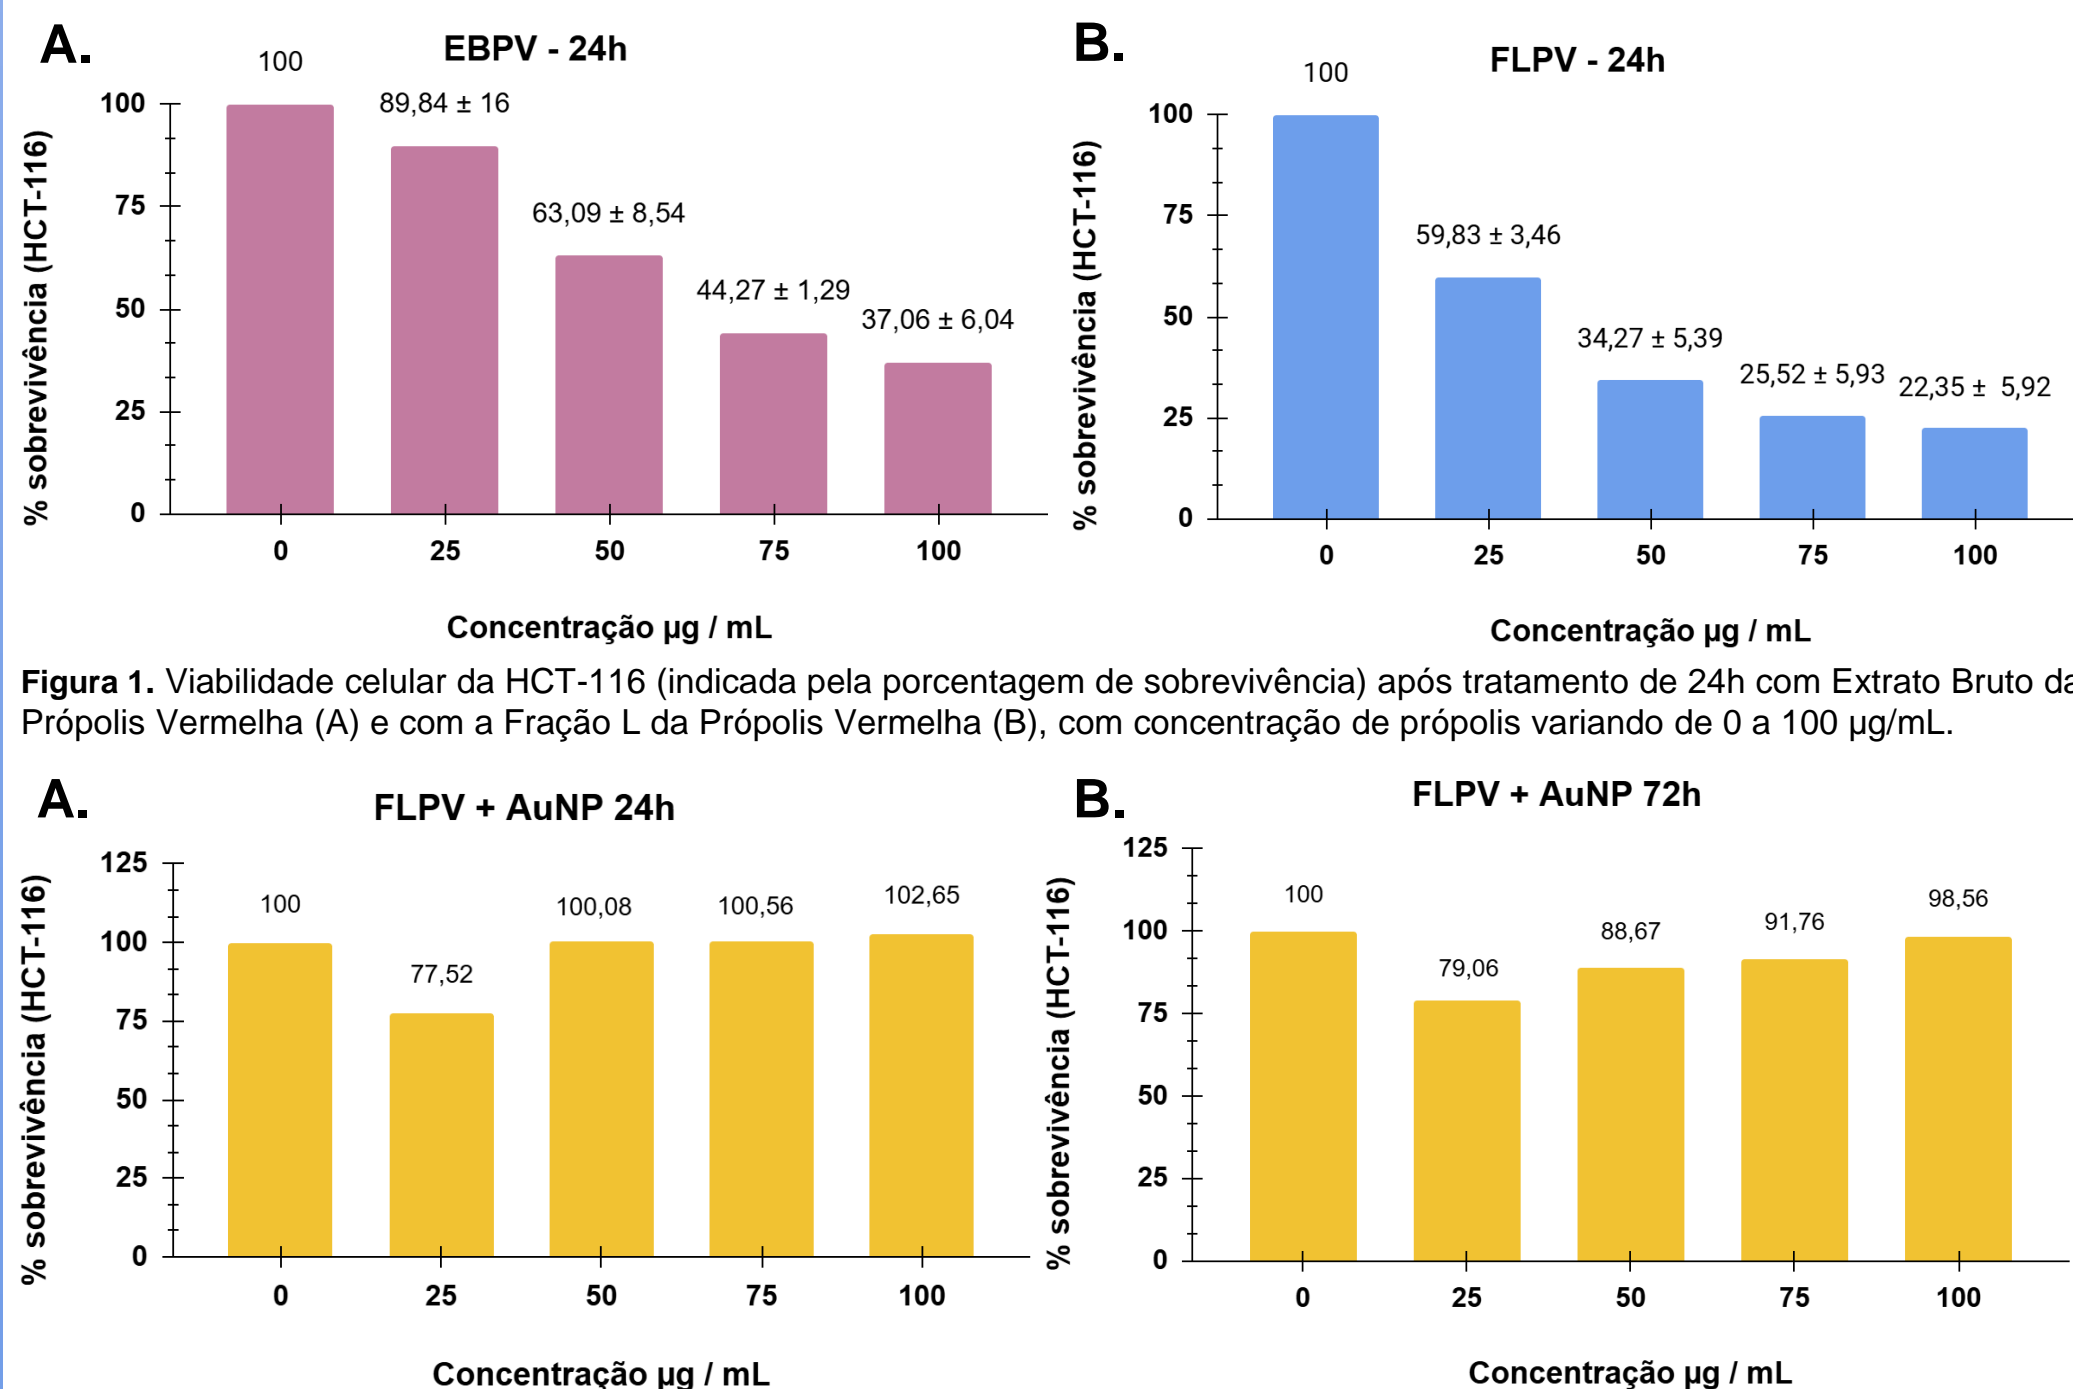 A.
EBPV - 24h
% sobrevivência (HCT-116)
100
75
50
25
0
100
89,84 ± 16
63,09 ± 8,54
44,27 ± 1,29
37,06 ± 6,04
0 25 50 75 100
Concentração µg / mL
B.
FLPV - 24h
% sobrevivência (HCT-116)
100
75
50
25
0
100
59,83 ± 3,46
34,27 ± 5,39
25,52 ± 5,93
22,35 ± 5,92
0 25 50 75 100
Concentração µg / mL
Figura 1. Viabilidade celular da HCT-116 (indicada pela porcentagem de sobrevivência) após tratamento de 24h com Extrato Bruto da
Própolis Vermelha (A) e com a Fração L da Própolis Vermelha (B), com concentração de própolis variando de 0 a 100 µg/mL.
A.
FLPV + AuNP 24h
% sobrevivência (HCT-116)
125
100
75
50
25
0
100
77,52
100,08
100,56
102,65
0 25 50 75 100
Concentração µg / mL
B.
FLPV + AuNP 72h
% sobrevivência (HCT-116)
125
100
75
50
25
0
100
79,06
88,67
91,76
98,56
0 25 50 75 100
Concentração µg / mL